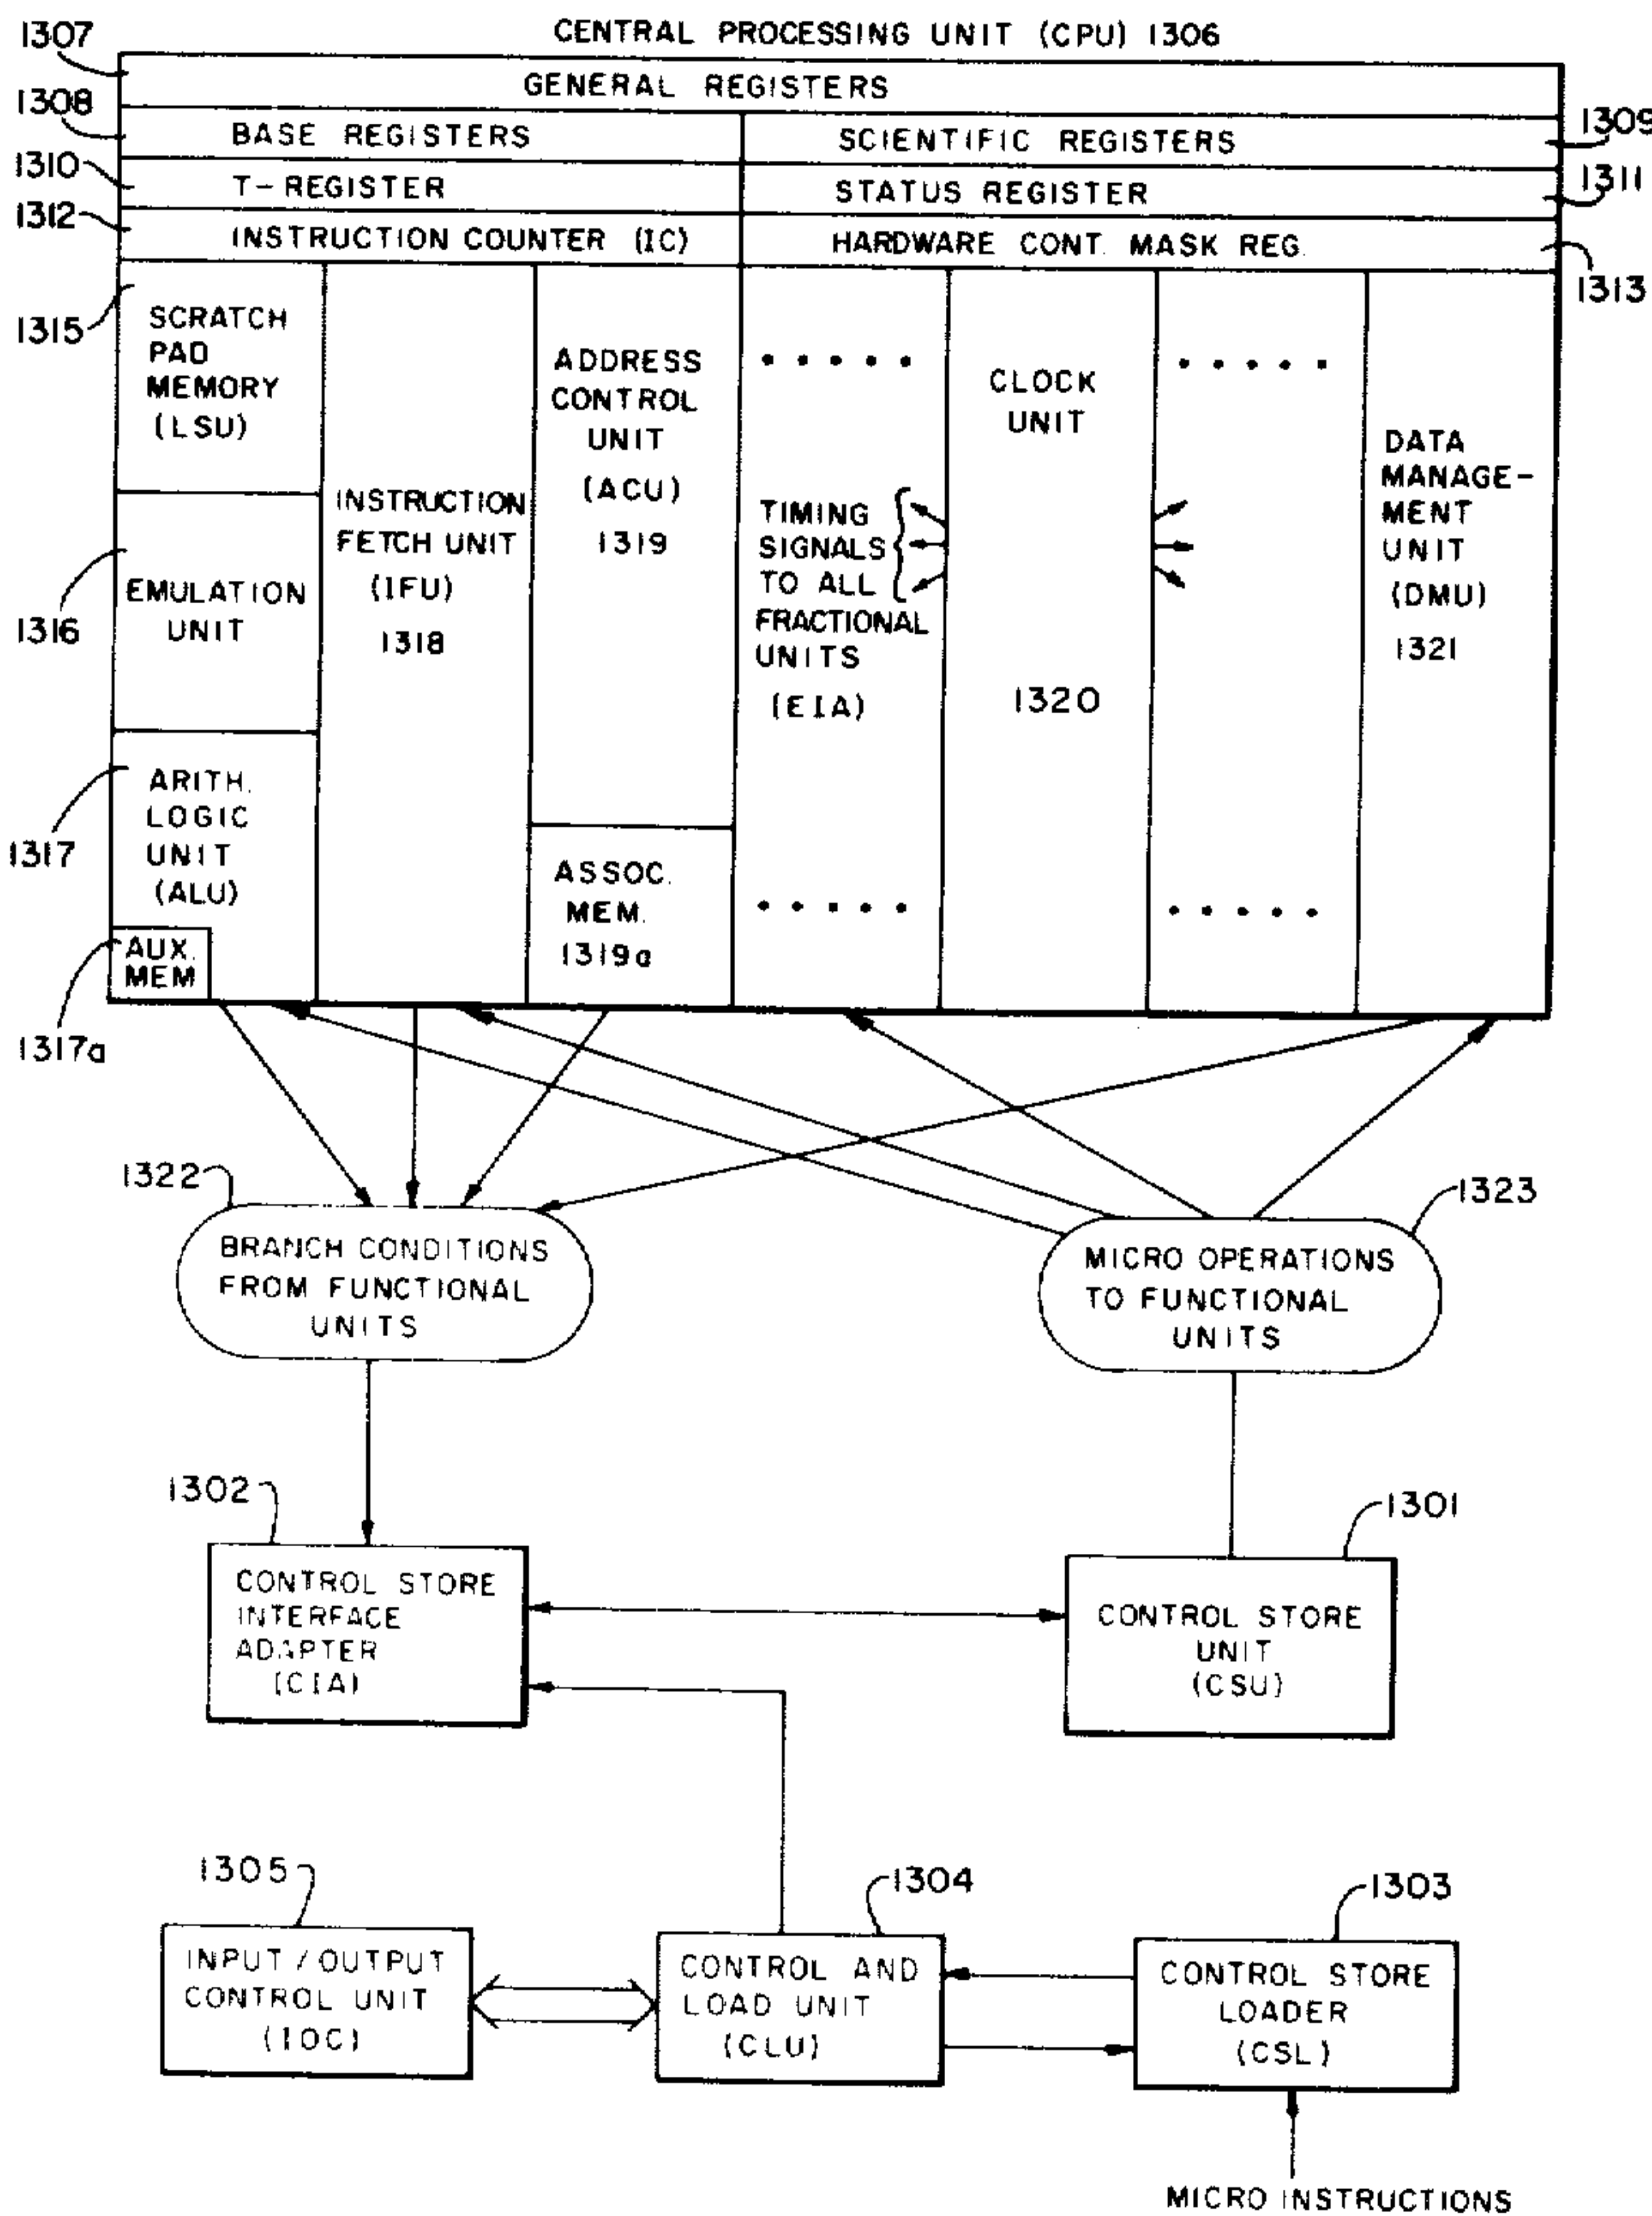 CENTRAL PROCESSING UNIT (CPU) 1306
1307
GENERAL REGISTERS
1308
BASE REGISTERS
SCIENTIFIC REGISTERS
1309
1310
T-REGISTER
STATUS REGISTER
1311
1312
INSTRUCTION COUNTER (IC)
HARDWARE CONT. MASK REG.
1313
1315
SCRATCH
PAD
MEMORY
(LSU)
1316
EMULATION
UNIT
1317
ARITH.
LOGIC
UNIT
(ALU)
1317a
AUX.
MEM
INSTRUCTION
FETCH UNIT
(IFU)
1318
ADDRESS
CONTROL
UNIT
(ACU)
1319
ASSOC.
MEM.
1319a
. . . . .
TIMING
SIGNALS
TO ALL
FRACTIONAL
UNITS
(EIA)
. . . . .
CLOCK
UNIT
1320
. . . . .
. . . . .
DATA
MANAGE-
MENT
UNIT
(DMU)
1321
1322
BRANCH CONDITIONS
FROM FUNCTIONAL
UNITS
1323
MICRO OPERATIONS
TO FUNCTIONAL
UNITS
1302
CONTROL STORE
INTERFACE
ADAPTER
(CIA)
1301
CONTROL STORE
UNIT
(CSU)
1305
INPUT / OUTPUT
CONTROL UNIT
(IOC)
1304
CONTROL AND
LOAD UNIT
(CLU)
1303
CONTROL STORE
LOADER
(CSL)
MICRO INSTRUCTIONS